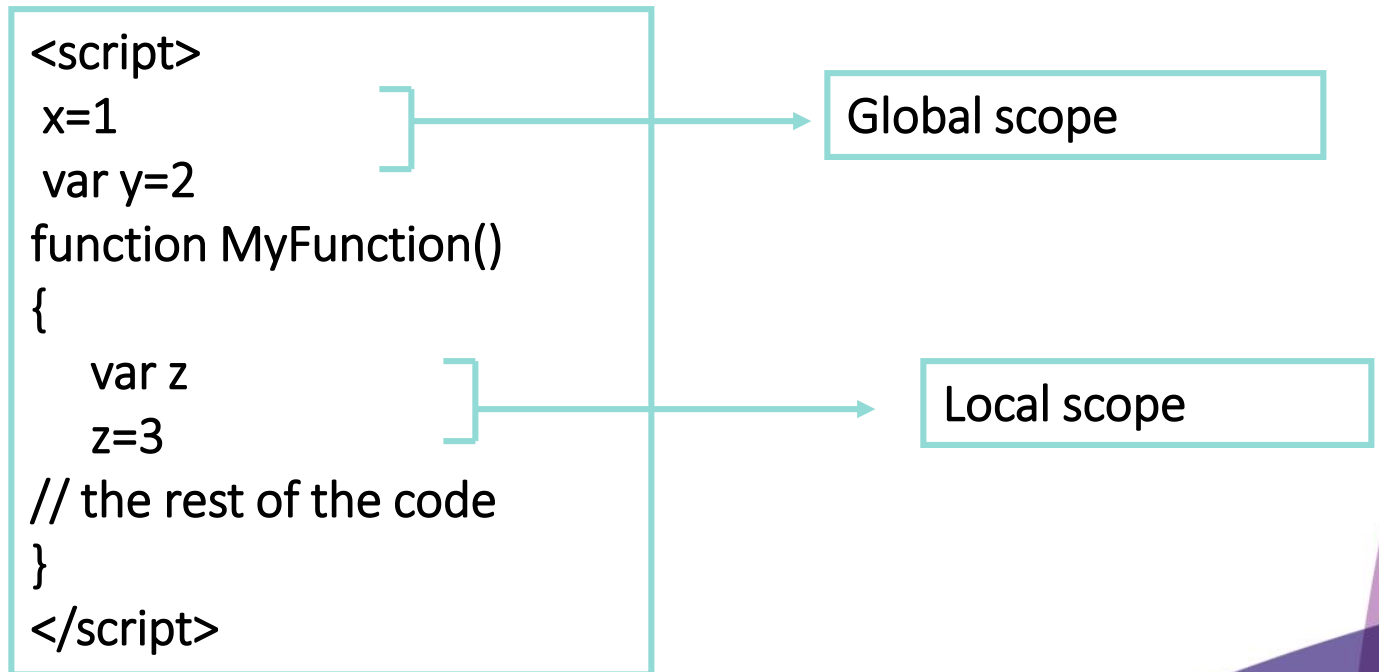 <script>
x=1
var y=2
function MyFunction()
{
var z
z=3
// the rest of the code
}
</script>
Global scope
Local scope